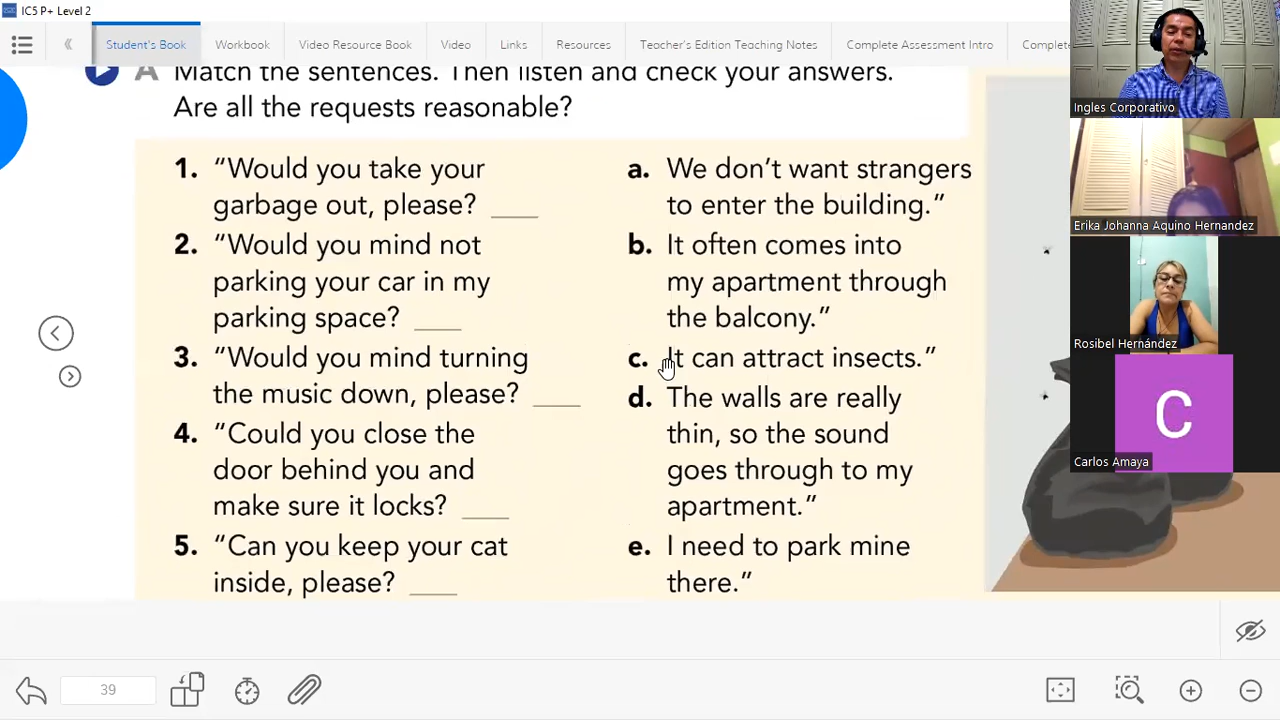 IC5 P+ Level 2
Student's Book
Workbook
Video Resource Book
Links
Resources
Teacher's Edition Teaching Notes
Complete
Assessment Intro
Complete
A Match the sentences. Then listen and check your answers.
Are all the requests reasonable?
1. “Would you take your
garbage out, please? ____
2. “Would you mind not
parking your car in my
parking space? ____
3. “Would you mind turning
the music down, please? ____
4. “Could you close the
door behind you and
make sure it locks? ____
5. “Can you keep your cat
inside, please? ____
a. We don’t want strangers
to enter the building.”
b. It often comes into
my apartment through
the balcony.”
c. It can attract insects.”
d. The walls are really
thin, so the sound
goes through to my
apartment.”
e. I need to park mine
there.”
Ingles Corporativo
Erika Johanna Aquino Hernandez
Rosibel Hernández
C
Carlos Amaya
39